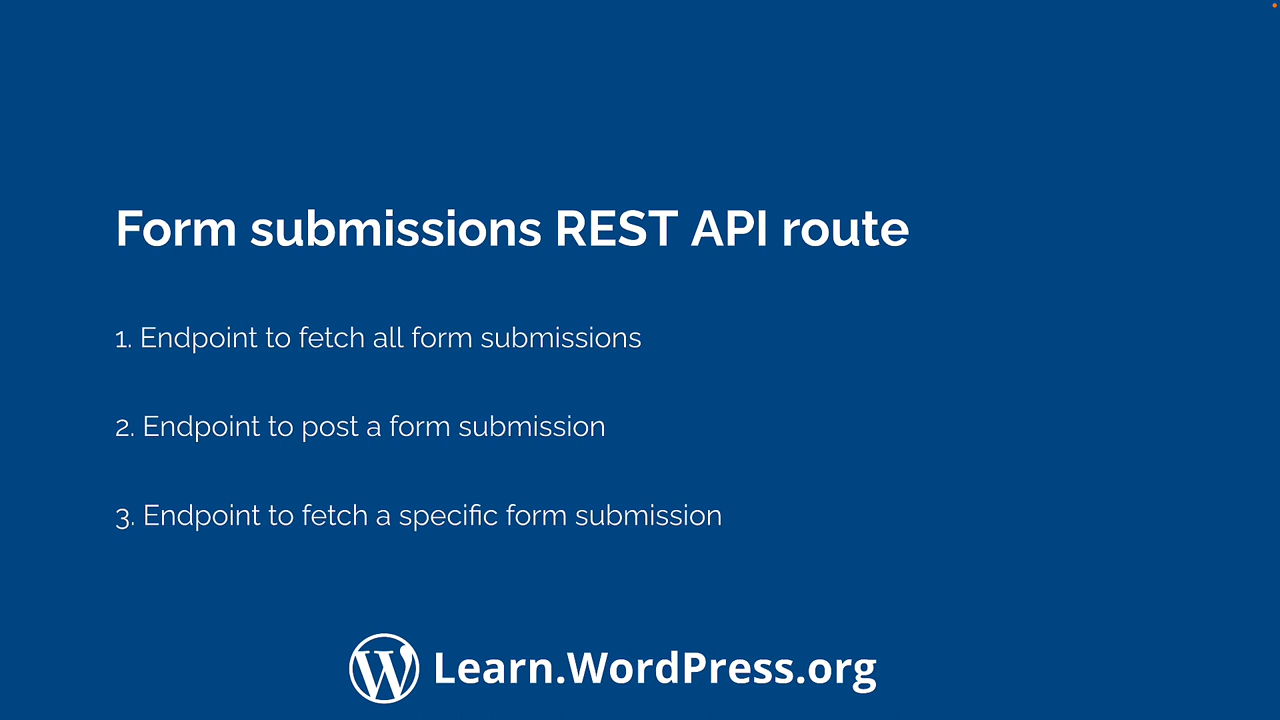 Form submissions REST API route
1. Endpoint to fetch all form submissions
2. Endpoint to post a form submission
3. Endpoint to fetch a specific form submission
Learn.WordPress.org